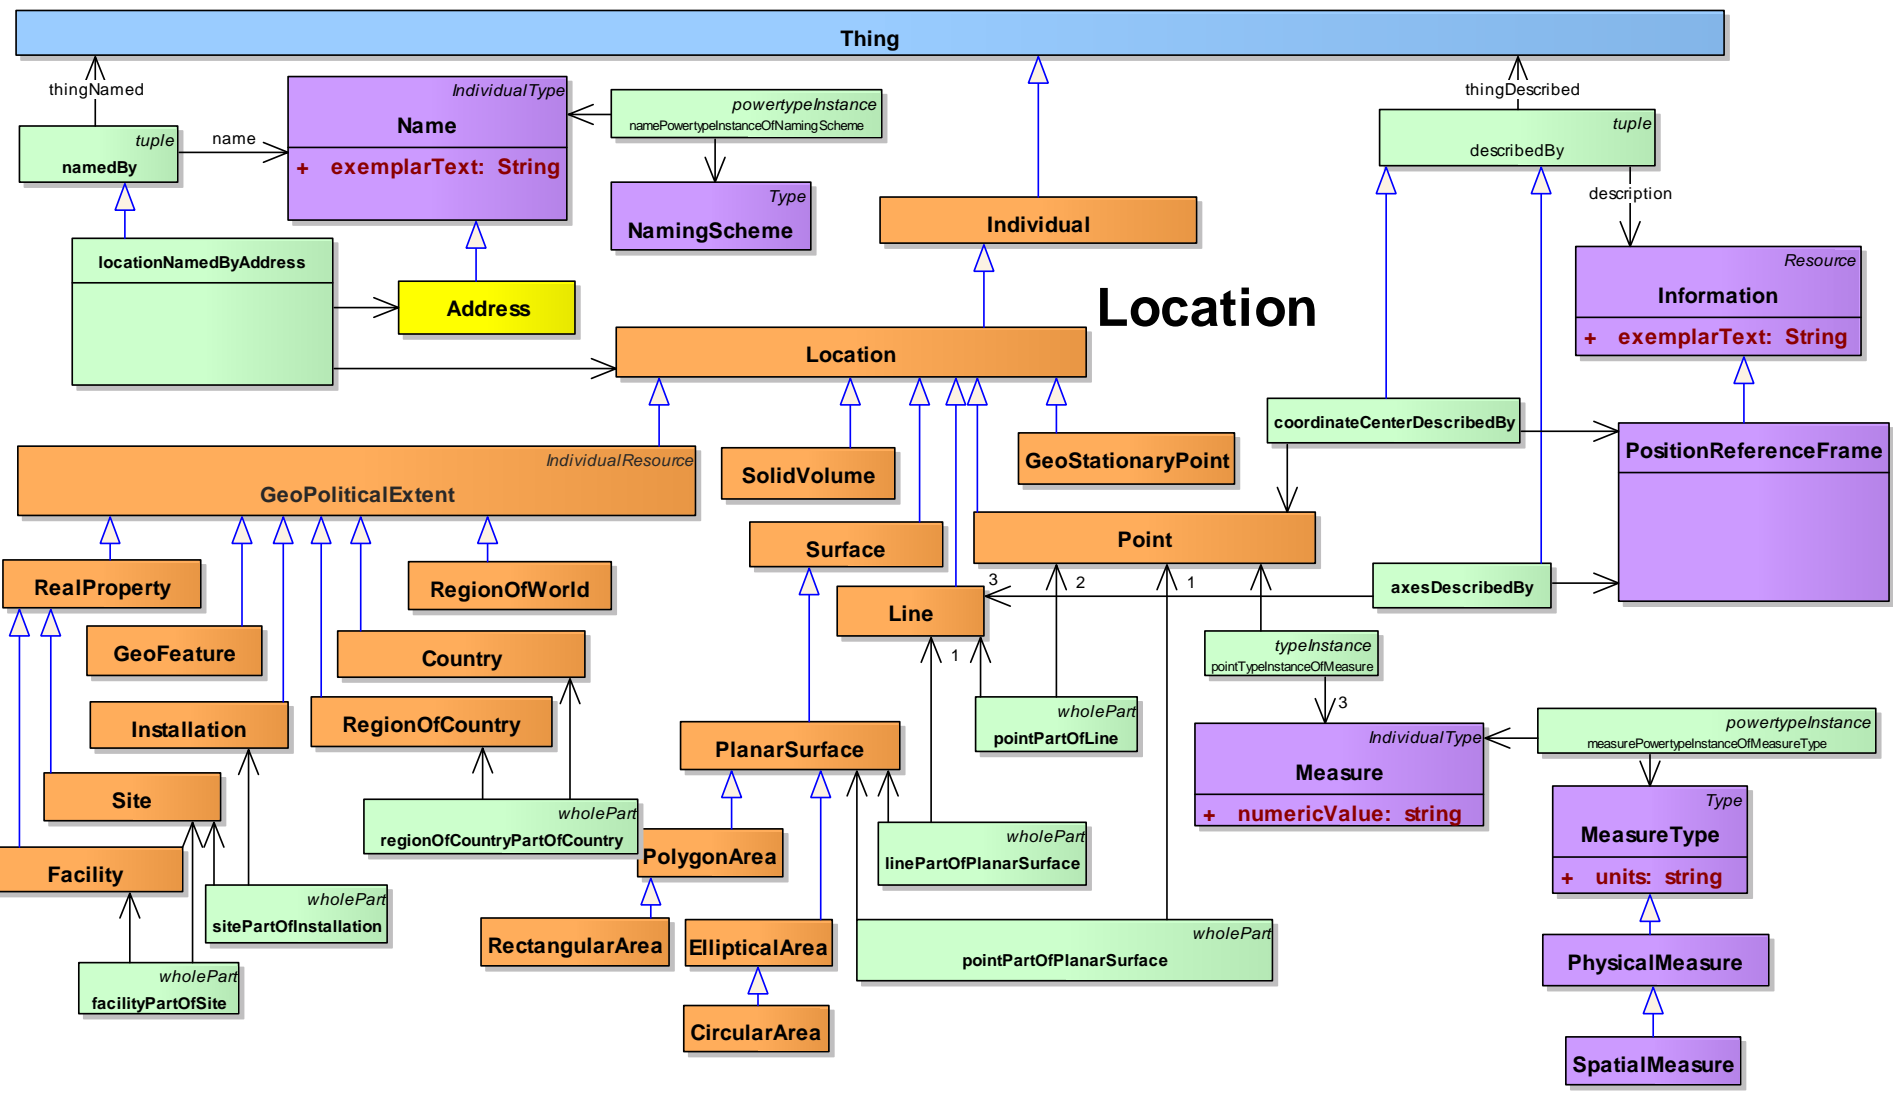 Thing
thingNamed
thingDescribed
IndividualType
Name
+ exemplarText: String
powertypeInstance
namePowertypeInstanceOfNamingScheme
tuple
namedBy
name
tuple
describedBy
description
Type
NamingScheme
Individual
locationNamedByAddress
Address
Location
Resource
Information
+ exemplarText: String
Location
coordinateCenterDescribedBy
PositionReferenceFrame
IndividualResource
GeoPoliticalExtent
SolidVolume
GeoStationaryPoint
Surface
Point
RealProperty
RegionOfWorld
Line
3
2
1
axesDescribedBy
GeoFeature
Country
1
typeInstance
pointTypeInstanceOfMeasure
3
Installation
RegionOfCountry
PlanarSurface
wholePart
pointPartOfLine
IndividualType
Measure
+ numericValue: string
powertypeInstance
measurePowertypeInstanceOfMeasureType
Site
wholePart
regionOfCountryPartOfCountry
PolygonArea
wholePart
linePartOfPlanarSurface
Type
MeasureType
+ units: string
Facility
wholePart
sitePartOfInstallation
RectangularArea
EllipticalArea
wholePart
pointPartOfPlanarSurface
PhysicalMeasure
wholePart
facilityPartOfSite
CircularArea
SpatialMeasure